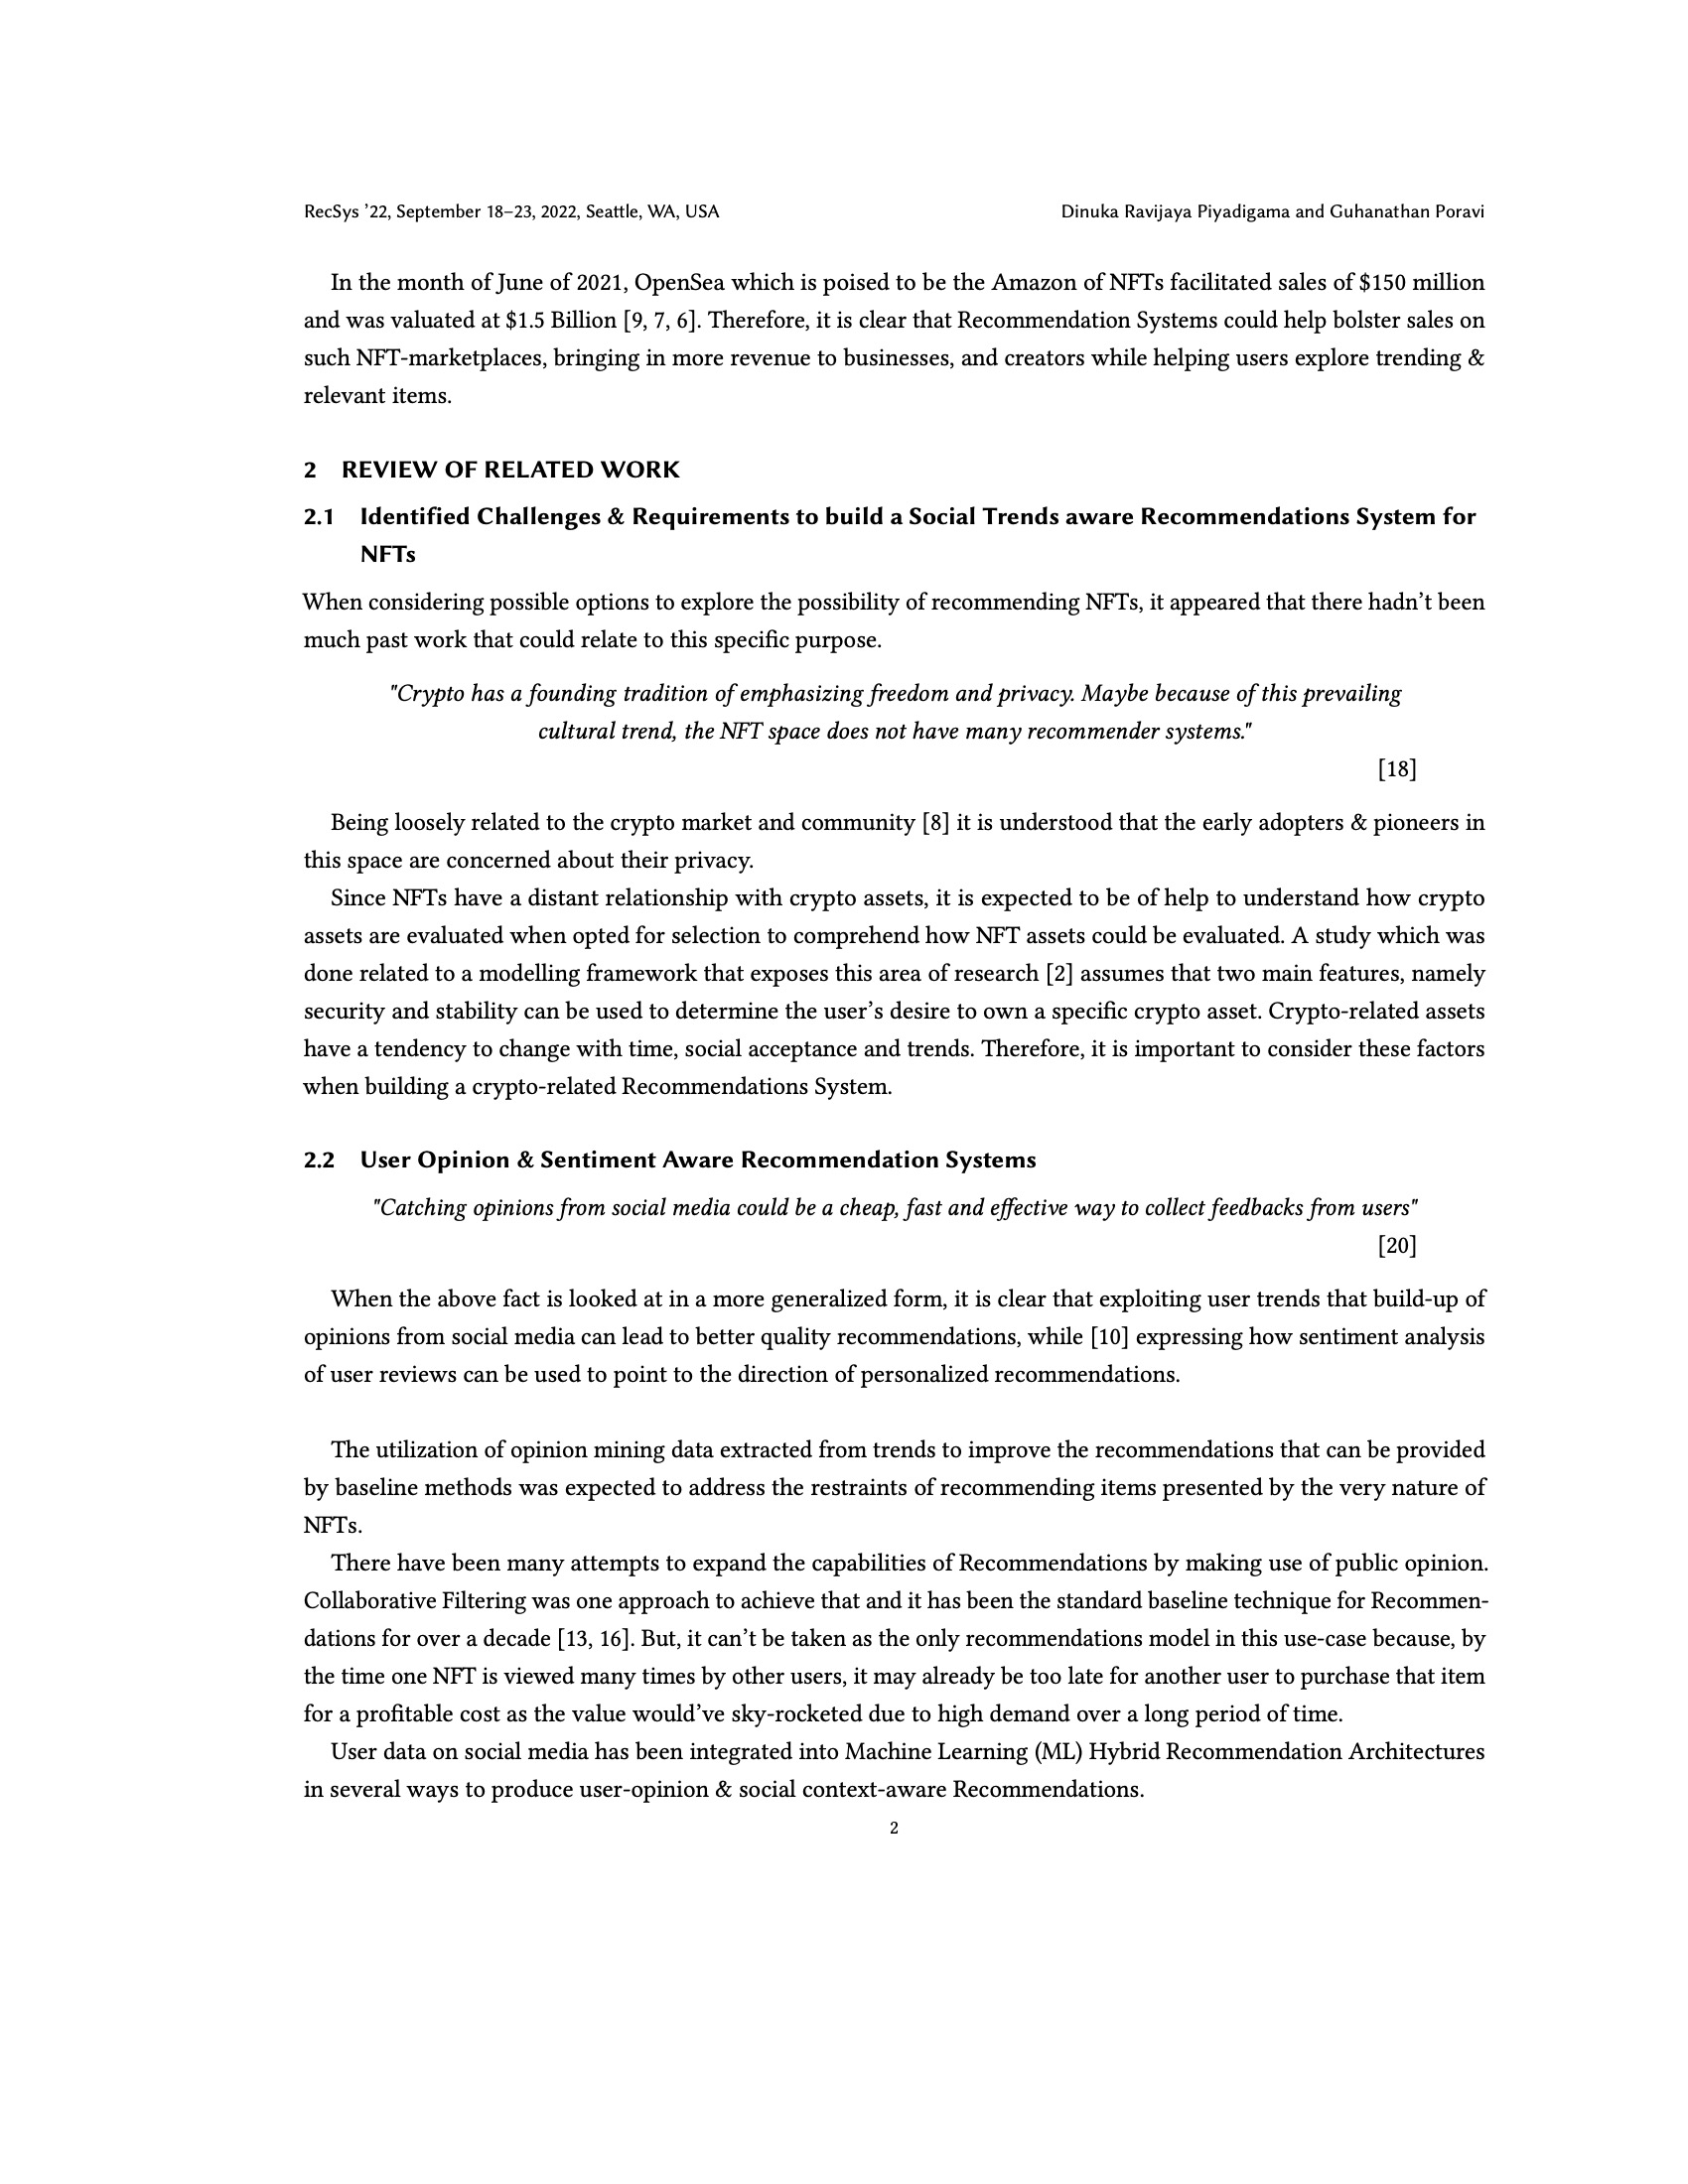 RecSys ’22, September 18–23, 2022, Seattle, WA, USA
Dinuka Ravijaya Piyadigama and Guhanathan Poravi
In the month of June of 2021, OpenSea which is poised to be the Amazon of NFTs facilitated sales of $150 million
and was valuated at $1.5 Billion [9, 7, 6]. Therefore, it is clear that Recommendation Systems could help bolster sales on
such NFT-marketplaces, bringing in more revenue to businesses, and creators while helping users explore trending &
relevant items.
2 REVIEW OF RELATED WORK
2.1 Identified Challenges & Requirements to build a Social Trends aware Recommendations System for
NFTs
When considering possible options to explore the possibility of recommending NFTs, it appeared that there hadn’t been
much past work that could relate to this specific purpose.
"Crypto has a founding tradition of emphasizing freedom and privacy. Maybe because of this prevailing
cultural trend, the NFT space does not have many recommender systems."
[18]
Being loosely related to the crypto market and community [8] it is understood that the early adopters & pioneers in
this space are concerned about their privacy.
Since NFTs have a distant relationship with crypto assets, it is expected to be of help to understand how crypto
assets are evaluated when opted for selection to comprehend how NFT assets could be evaluated. A study which was
done related to a modelling framework that exposes this area of research [2] assumes that two main features, namely
security and stability can be used to determine the user’s desire to own a specific crypto asset. Crypto-related assets
have a tendency to change with time, social acceptance and trends. Therefore, it is important to consider these factors
when building a crypto-related Recommendations System.
2.2 User Opinion & Sentiment Aware Recommendation Systems
"Catching opinions from social media could be a cheap, fast and effective way to collect feedbacks from users"
[20]
When the above fact is looked at in a more generalized form, it is clear that exploiting user trends that build-up of
opinions from social media can lead to better quality recommendations, while [10] expressing how sentiment analysis
of user reviews can be used to point to the direction of personalized recommendations.
The utilization of opinion mining data extracted from trends to improve the recommendations that can be provided
by baseline methods was expected to address the restraints of recommending items presented by the very nature of
NFTs.
There have been many attempts to expand the capabilities of Recommendations by making use of public opinion.
Collaborative Filtering was one approach to achieve that and it has been the standard baseline technique for Recommen-
dations for over a decade [13, 16]. But, it can’t be taken as the only recommendations model in this use-case because, by
the time one NFT is viewed many times by other users, it may already be too late for another user to purchase that item
for a profitable cost as the value would’ve sky-rocketed due to high demand over a long period of time.
User data on social media has been integrated into Machine Learning (ML) Hybrid Recommendation Architectures
in several ways to produce user-opinion & social context-aware Recommendations.
2